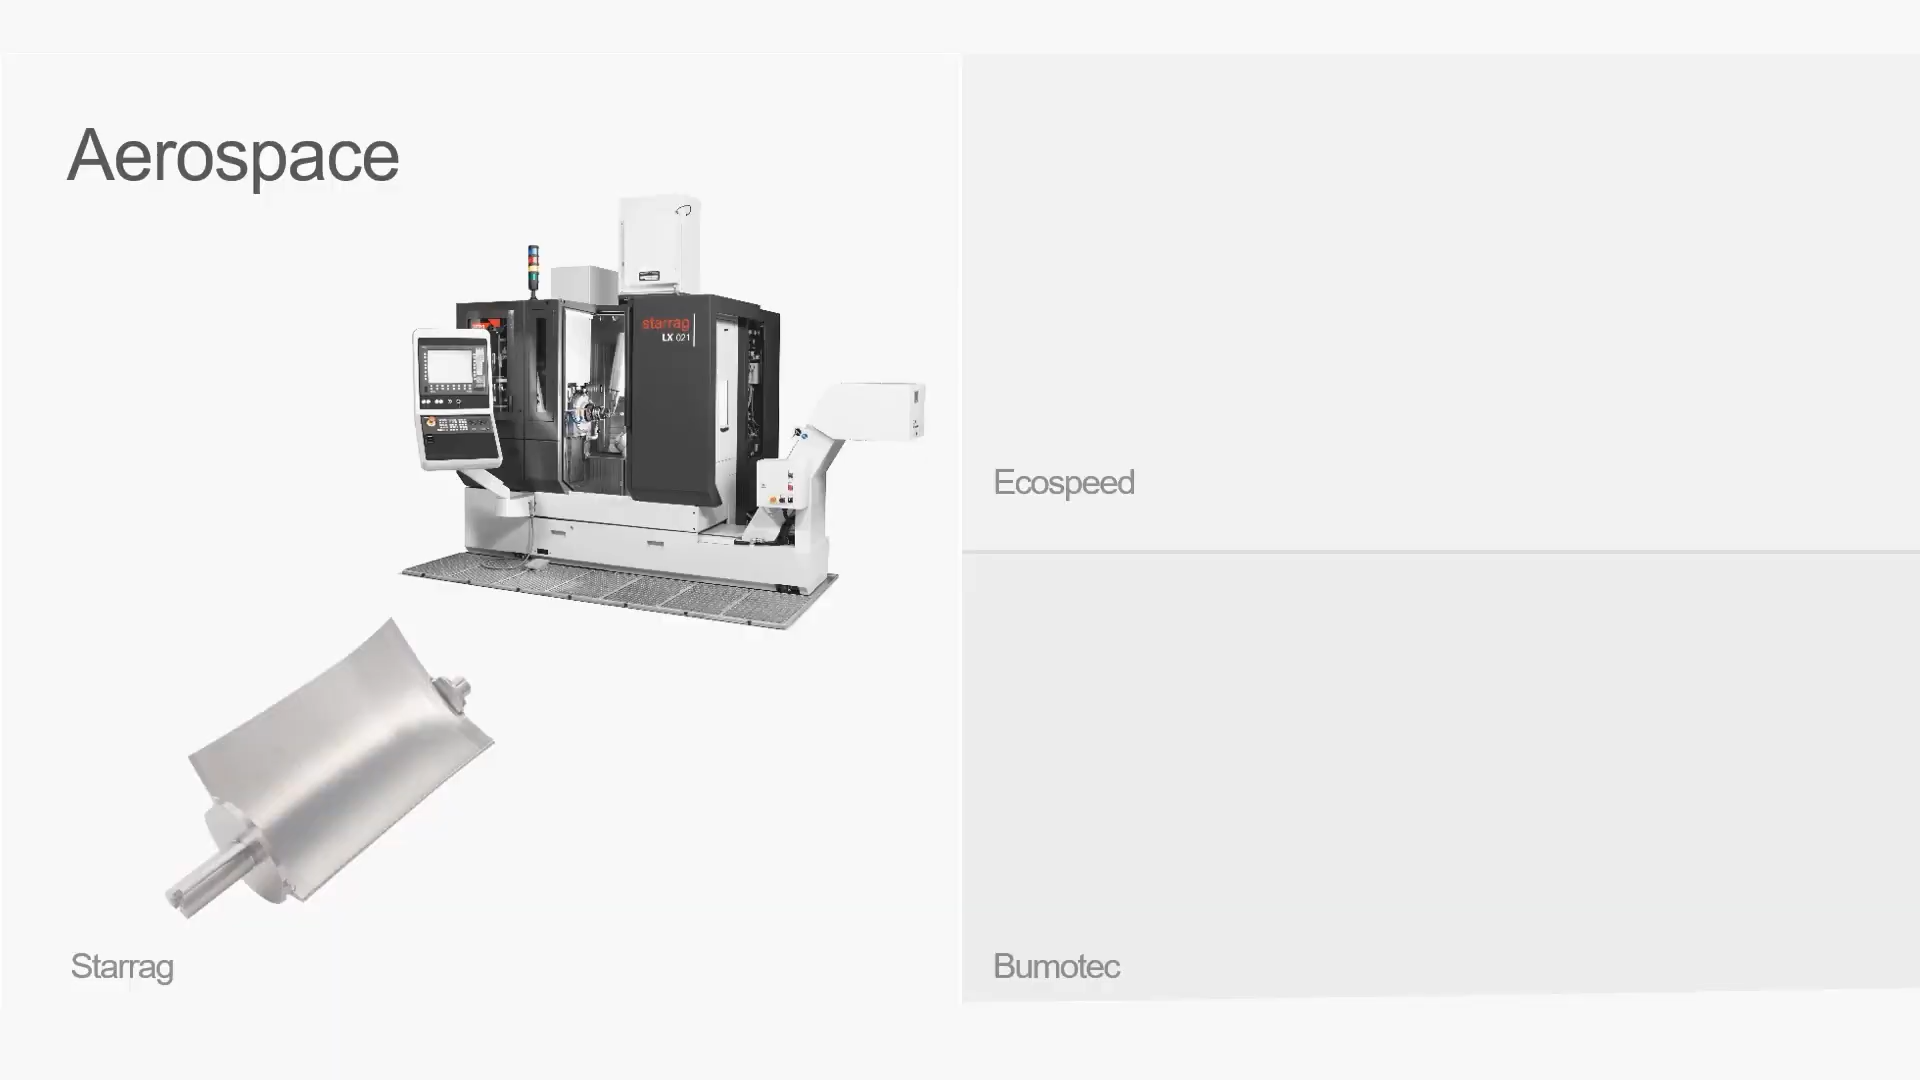 Aerospace
starrag
LX 021
Ecospeed
Starrag
Bumotec